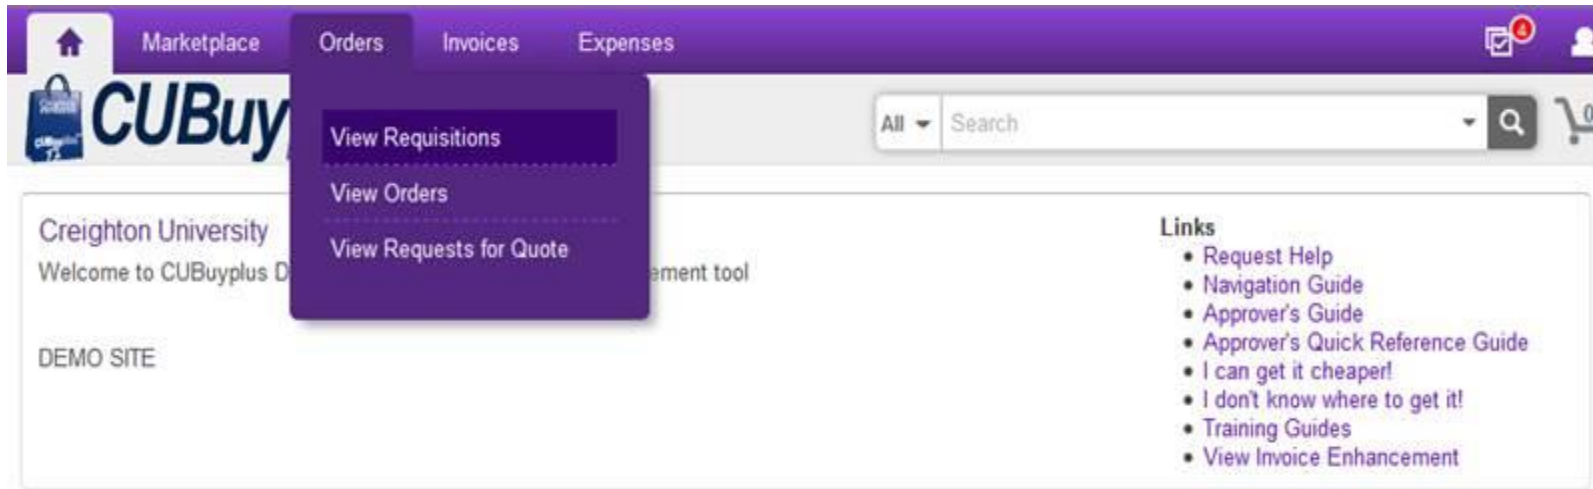 Marketplace Orders Invoices Expenses 4
CUBuy
All Search 0
View Requisitions
View Orders
View Requests for Quote
Creighton University
Welcome to CUBuyplus D ement tool
DEMO SITE
Links
• Request Help
• Navigation Guide
• Approver's Guide
• Approver's Quick Reference Guide
• I can get it cheaper!
• I don't know where to get it!
• Training Guides
• View Invoice Enhancement